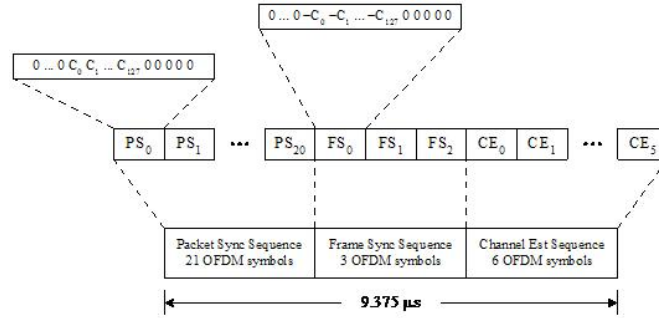 0 ... 0 −C₀ −C₁ ... −C₁₂₇ 0 0 0 0 0
0 ... 0 C₀ C₁ ... C₁₂₇ 0 0 0 0 0
PS₀ PS₁ ••• PS₂₀ FS₀ FS₁ FS₂ CE₀ CE₁ ••• CE₅
Packet Sync Sequence
21 OFDM symbols
Frame Sync Sequence
3 OFDM symbols
Channel Est Sequence
6 OFDM symbols
9.375 μs